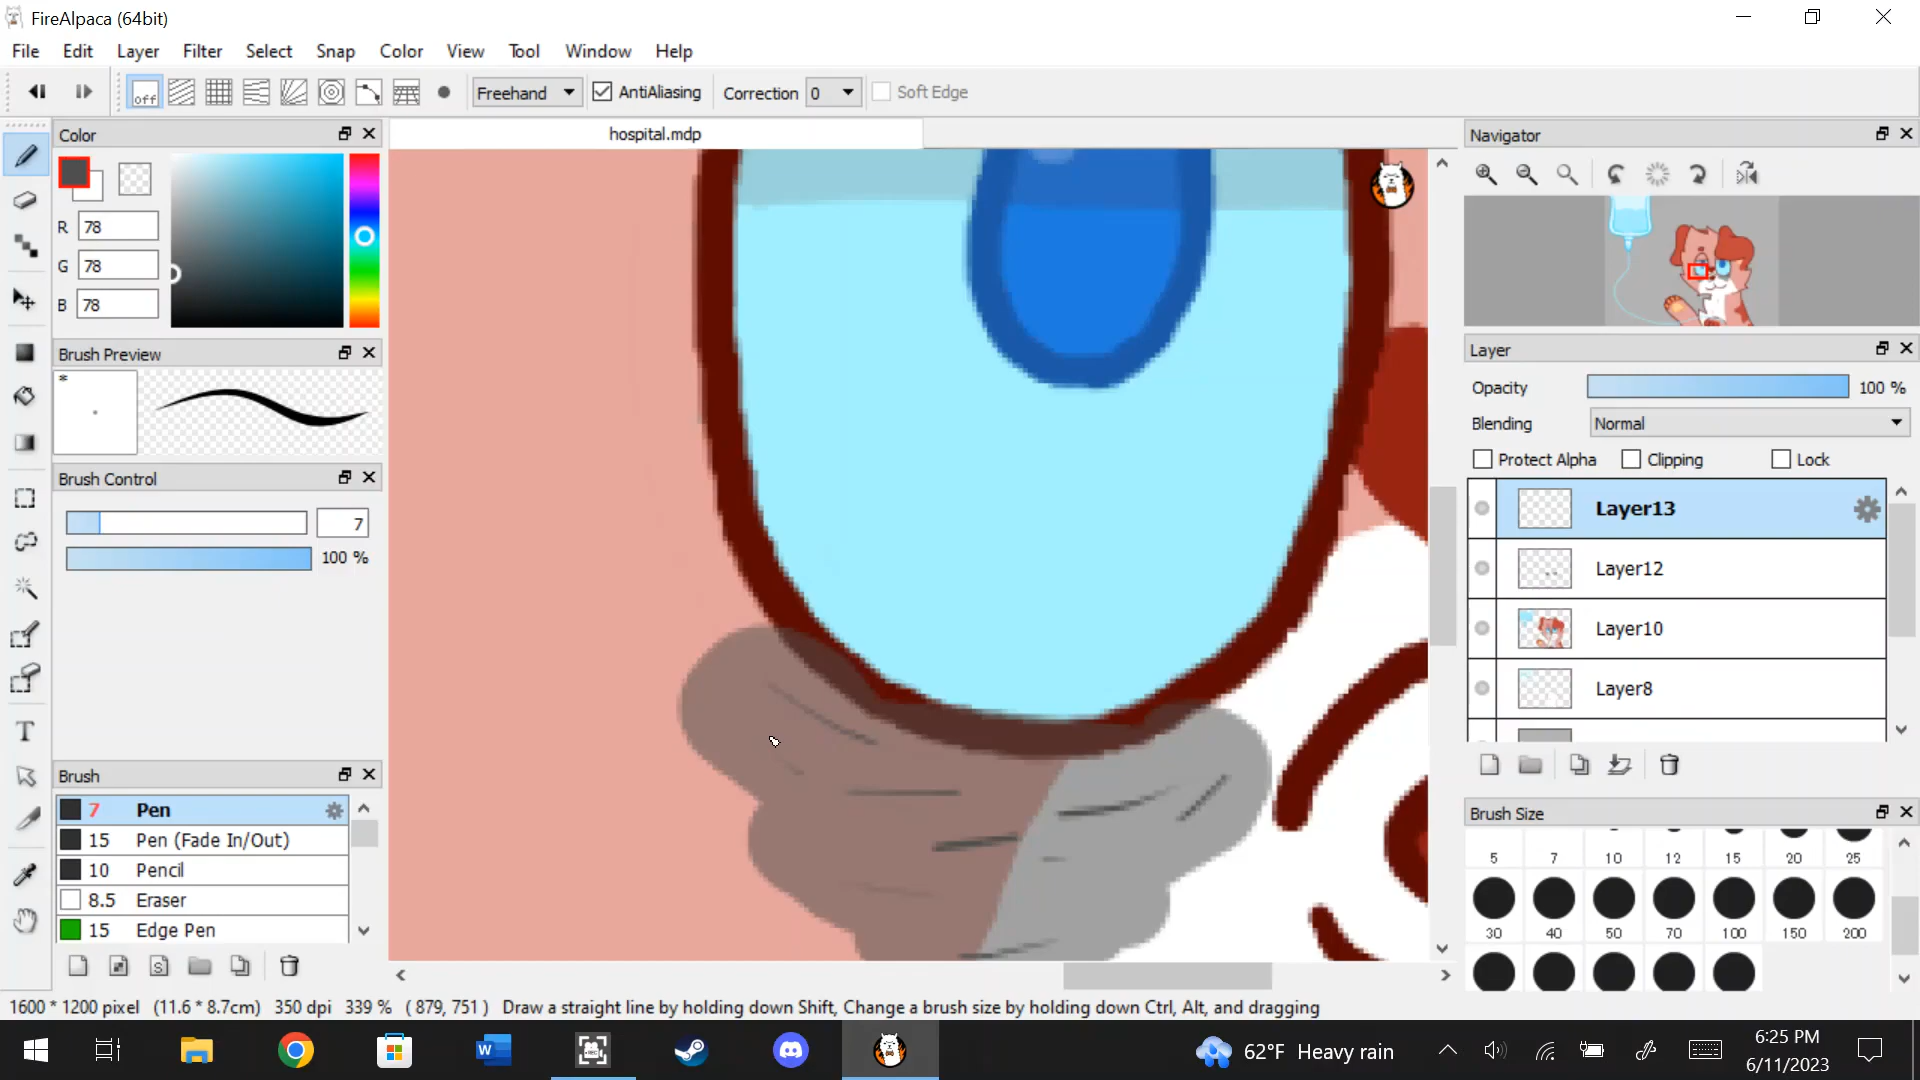 FireAlpaca (64bit)
File Edit Layer Filter Select Snap Color View Tool Window Help
off Freehand AntiAliasing Correction 0 Soft Edge
Color
R 78
G 78
B 78
Brush Preview
*
Brush Control
7
100 %
Brush
7 Pen
15 Pen (Fade In/Out)
10 Pencil
8.5 Eraser
15 Edge Pen
hospital.mdp
Navigator
Layer
Opacity 100 %
Blending Normal
Protect Alpha Clipping Lock
Layer13
Layer12
Layer10
Layer8
Brush Size
5 7 10 12 15 20 25
30 40 50 70 100 150 200
1600 * 1200 pixel (11.6 * 8.7cm) 350 dpi 339 % ( 879, 751 ) Draw a straight line by holding down Shift, Change a brush size by holding down Ctrl, Alt, and dragging
62°F Heavy rain
6:25 PM
6/11/2023